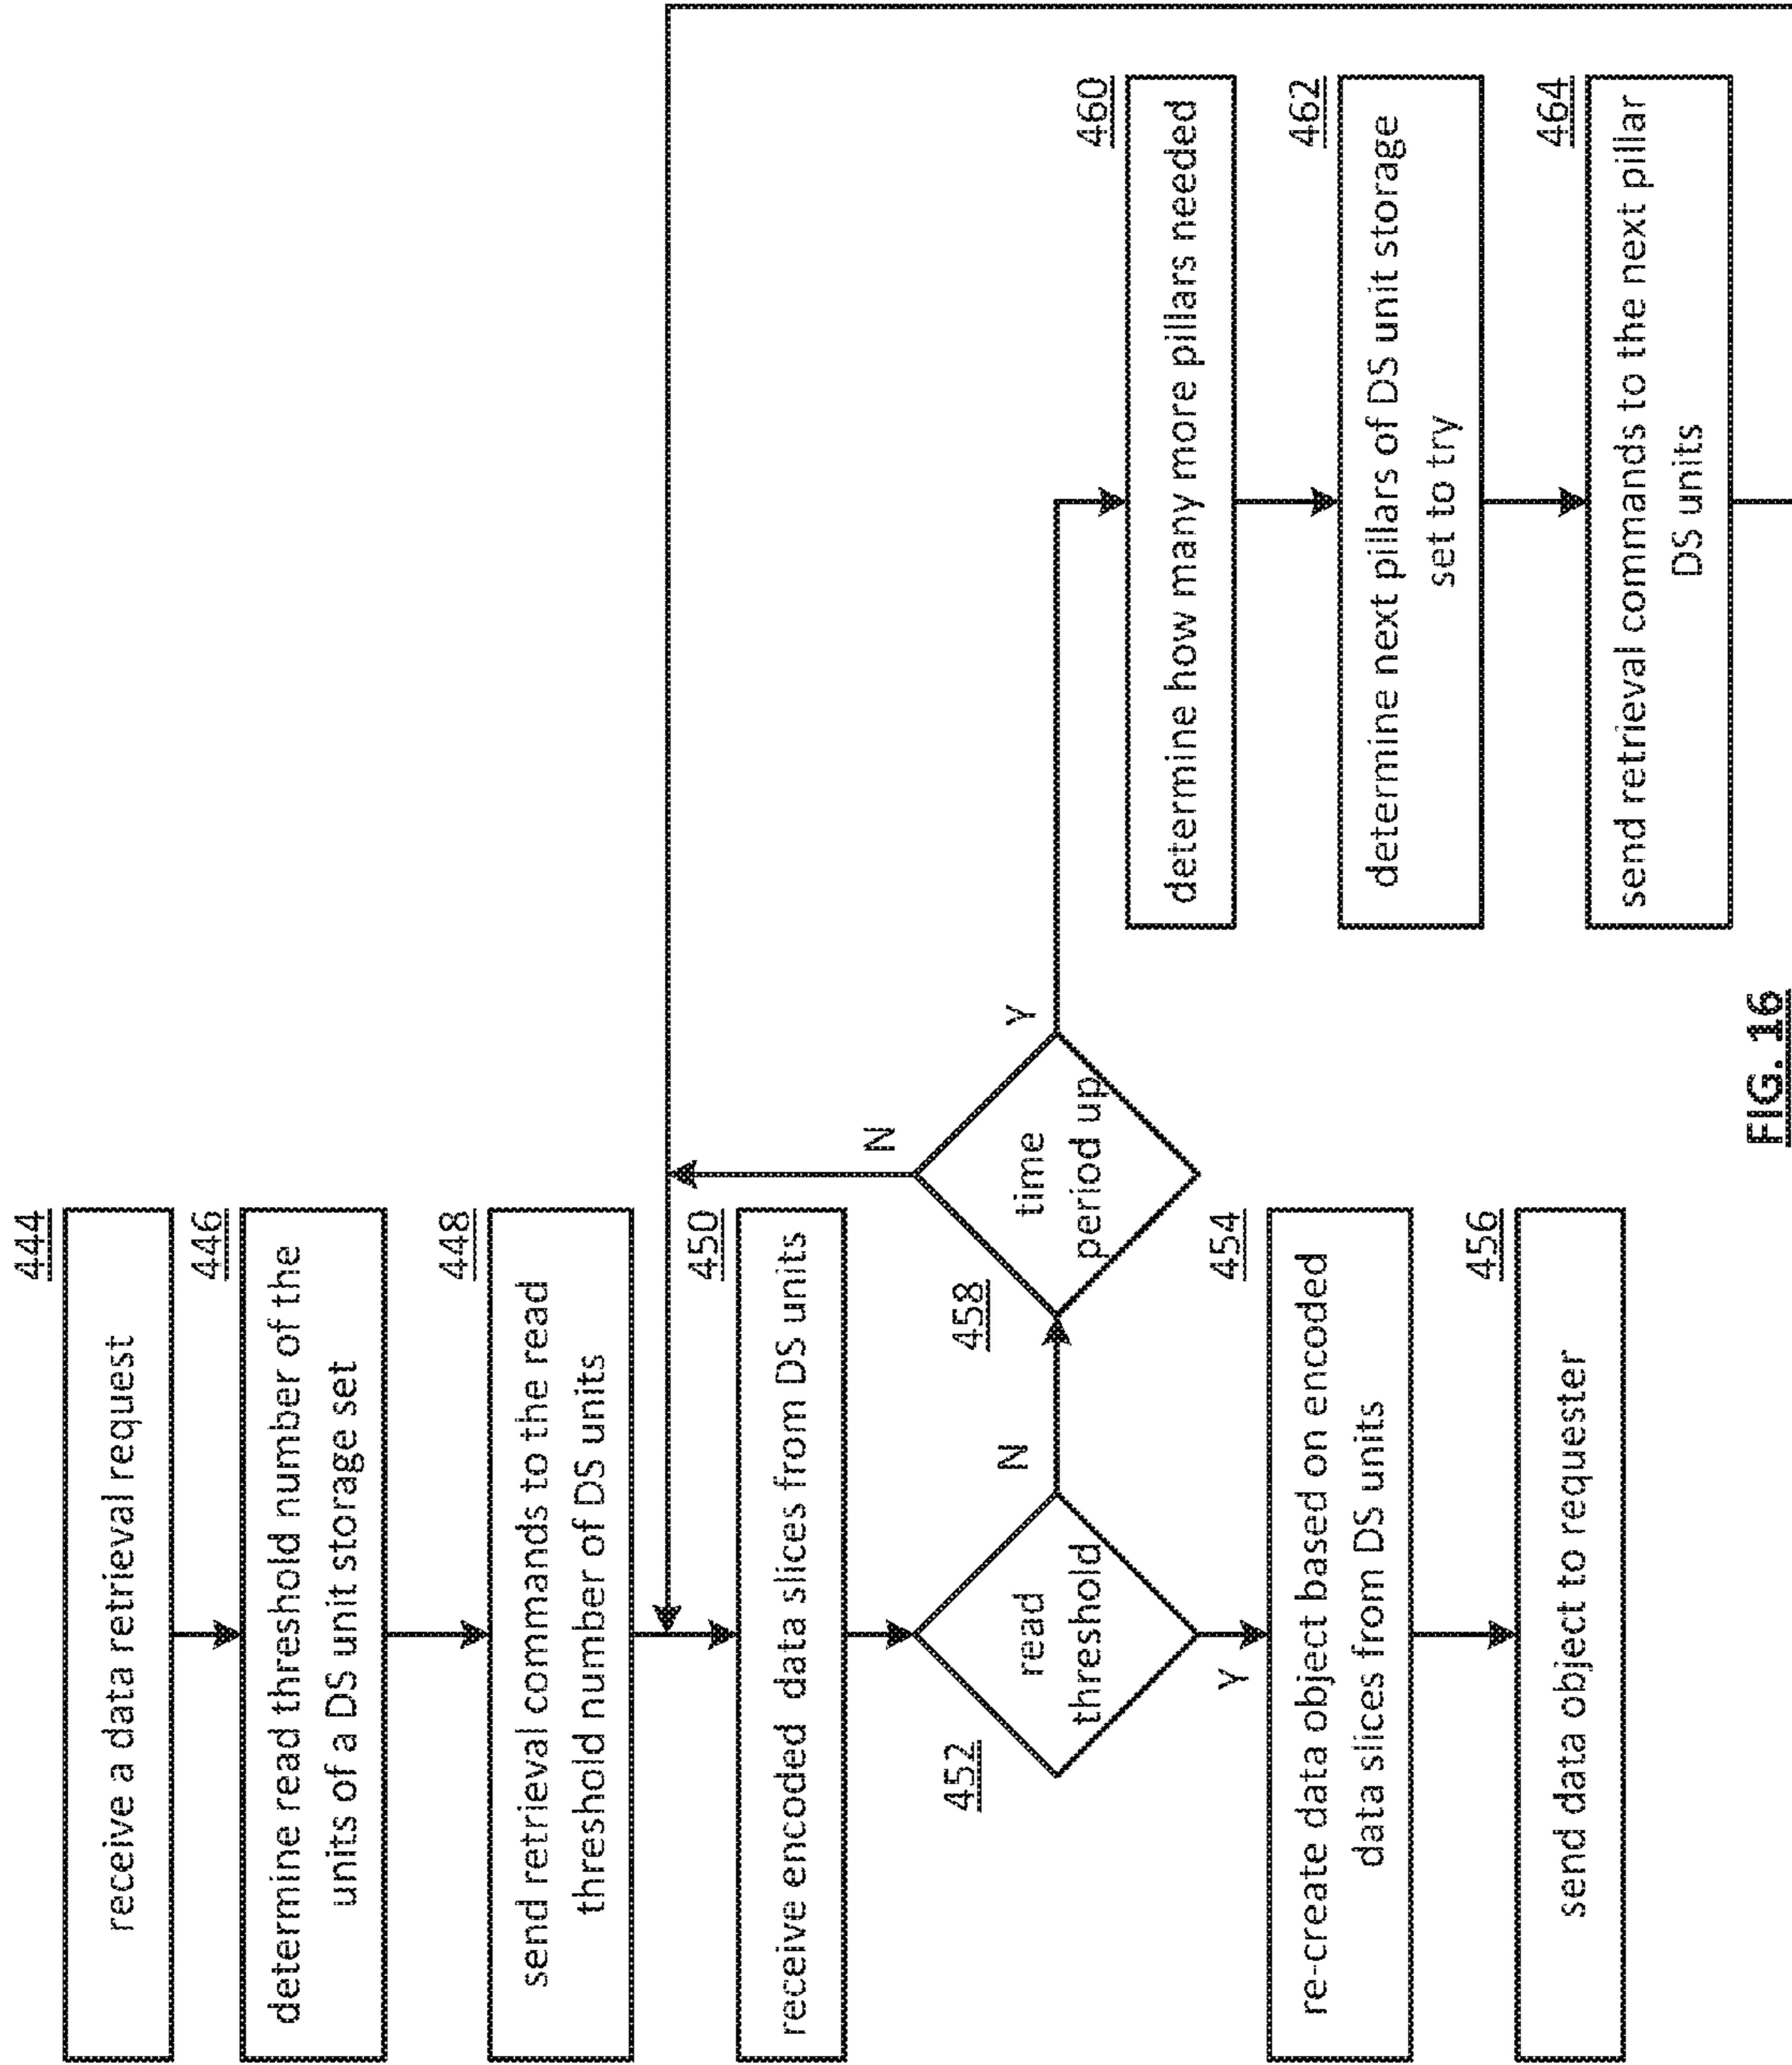 444
receive a data retrieval request
446
determine read threshold number of the
units of a DS unit storage set
448
send retrieval commands to the read
threshold number of DS units
450
receive encoded data slices from DS units
452
read
threshold
N
Y
454
re-create data object based on encoded
data slices from DS units
456
send data object to requester
458
time
period up
N
Y
460
determine how many more pillars needed
462
determine next pillars of DS unit storage
set to try
464
send retrieval commands to the next pillar
DS units
FIG. 16